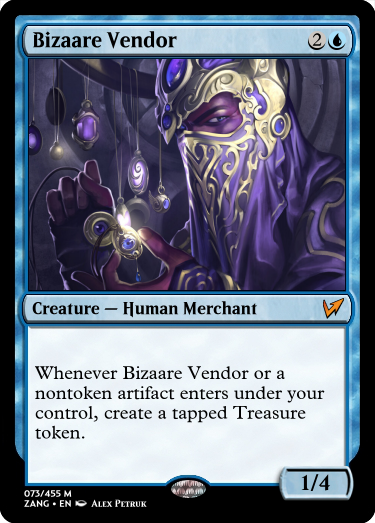 Bizaare Vendor 2
Creature — Human Merchant
Whenever Bizaare Vendor or a
nontoken artifact enters under your
control, create a tapped Treasure
token.
1/4
073/455 M
ZANG • EN Alex Petruk